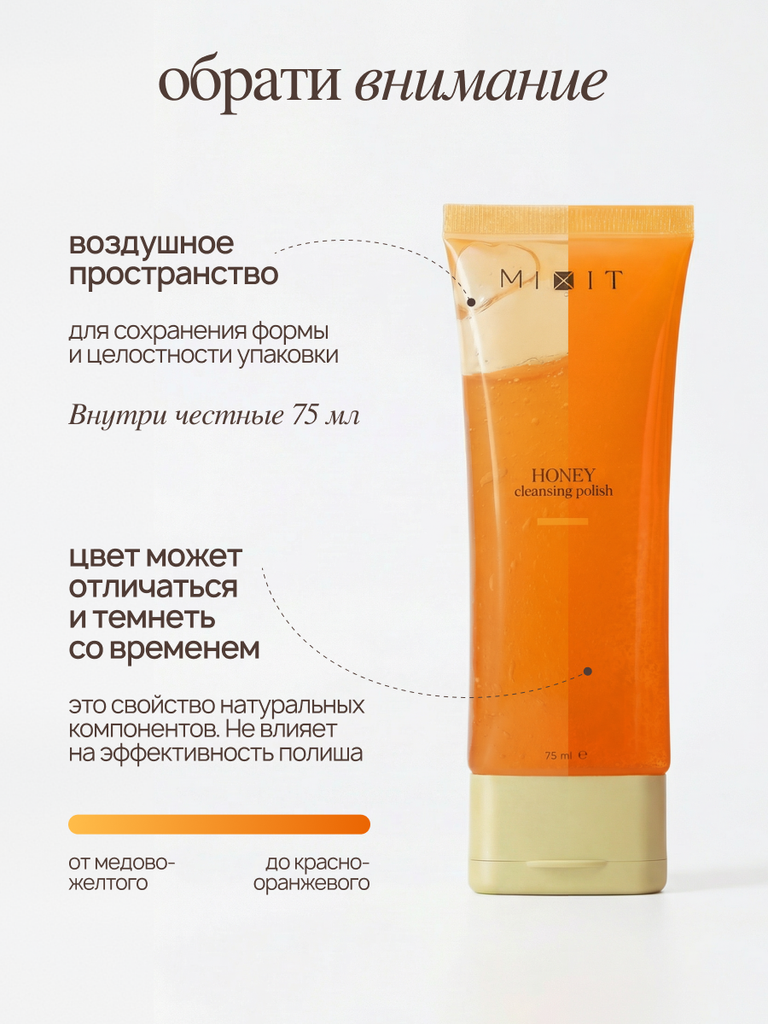 обрати внимание
воздушное
пространство
для сохранения формы
и целостности упаковки
Внутри честные 75 мл
цвет может
отличаться
и темнеть
со временем
это свойство натуральных
компонентов. Не влияет
на эффективность полиша
от медово-
желтого
до красно-
оранжевого
MIXIT
HONEY
cleansing polish
75 ml ℮